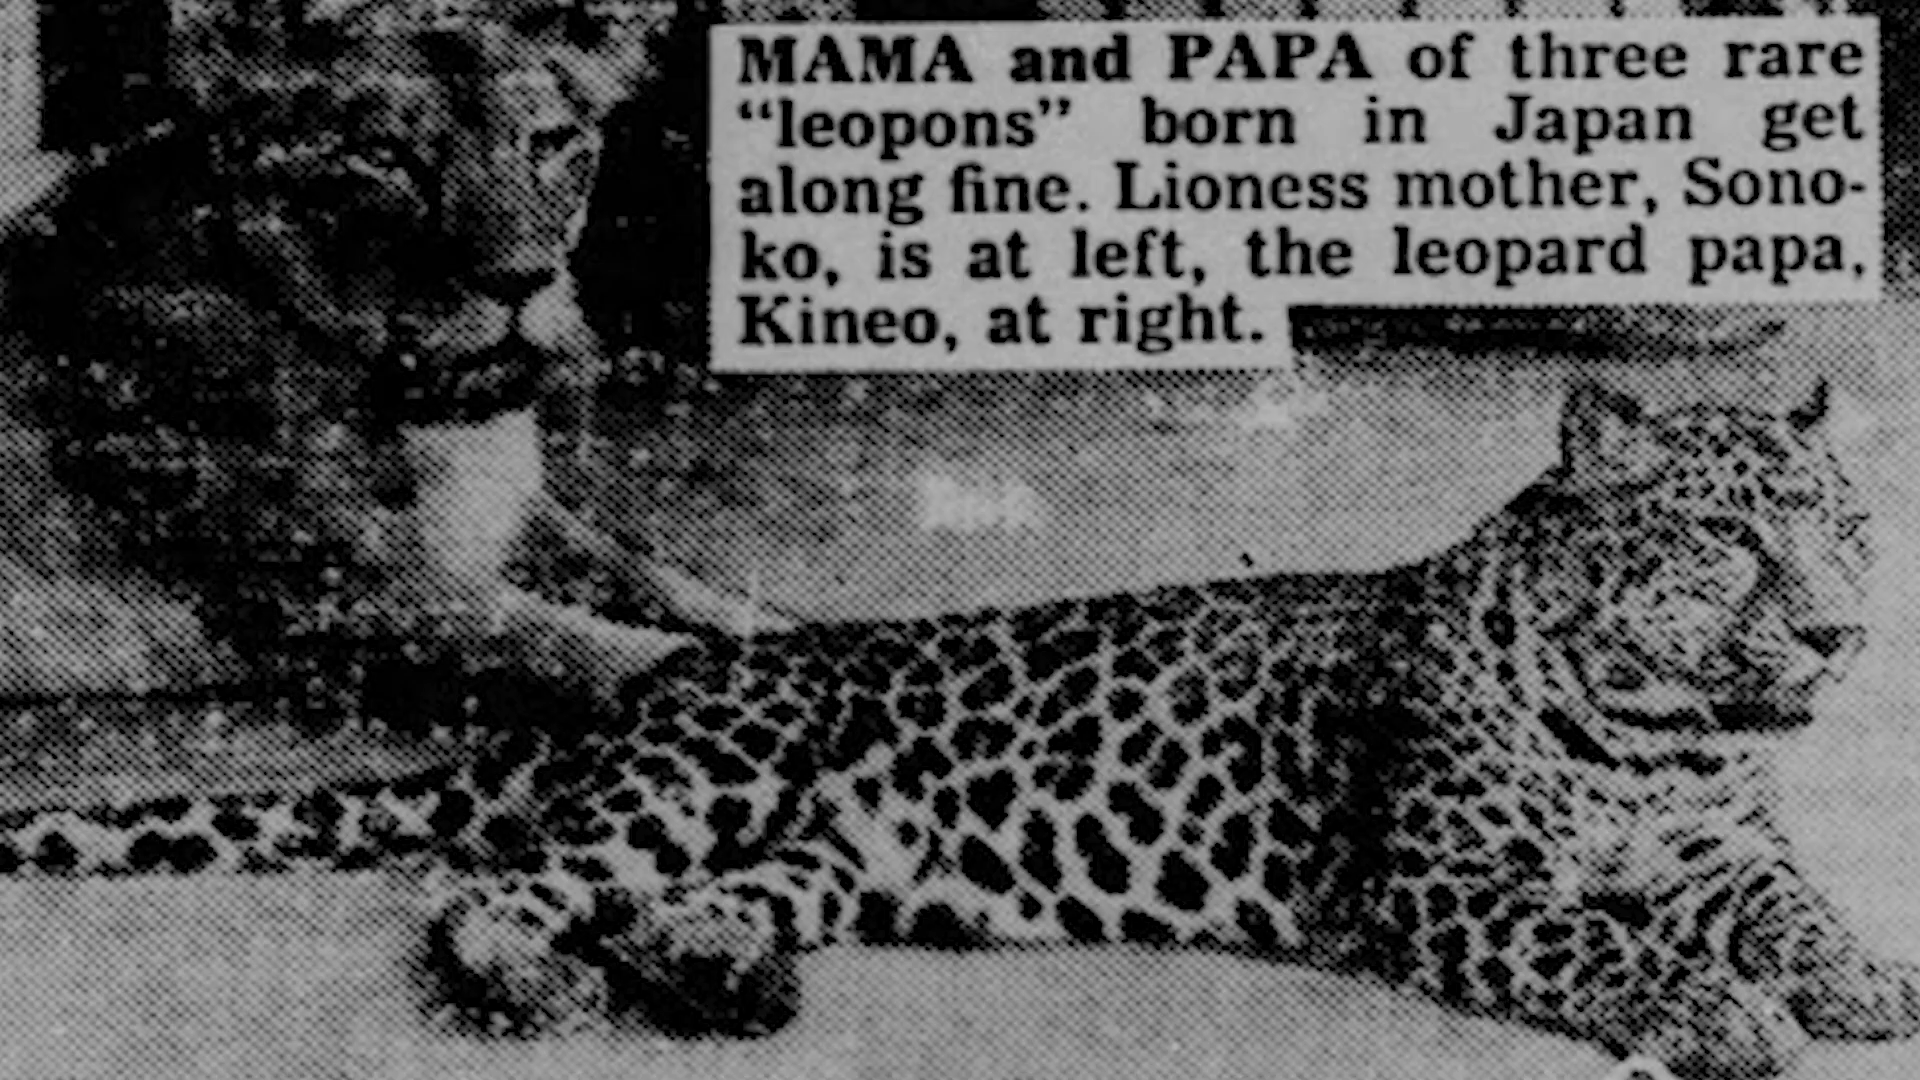 MAMA and PAPA of three rare
“leopons” born in Japan get
along fine. Lioness mother, Sono-
ko, is at left, the leopard papa,
Kineo, at right.